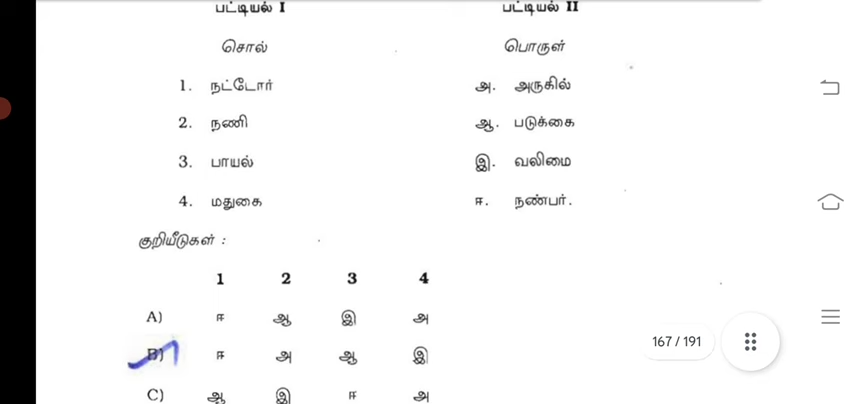 பட்டியல் I பட்டியல் II
சொல் பொருள்
1. நட்டோர் அ. அருகில்
2. நணி ஆ. படுக்கை
3. பாயல் இ. வலிமை
4. மதுகை ஈ. நண்பர்.
குறியீடுகள் :
1 2 3 4
A) ஈ ஆ இ அ
B) ஈ அ ஆ இ
C) ஆ இ ஈ அ
167 / 191